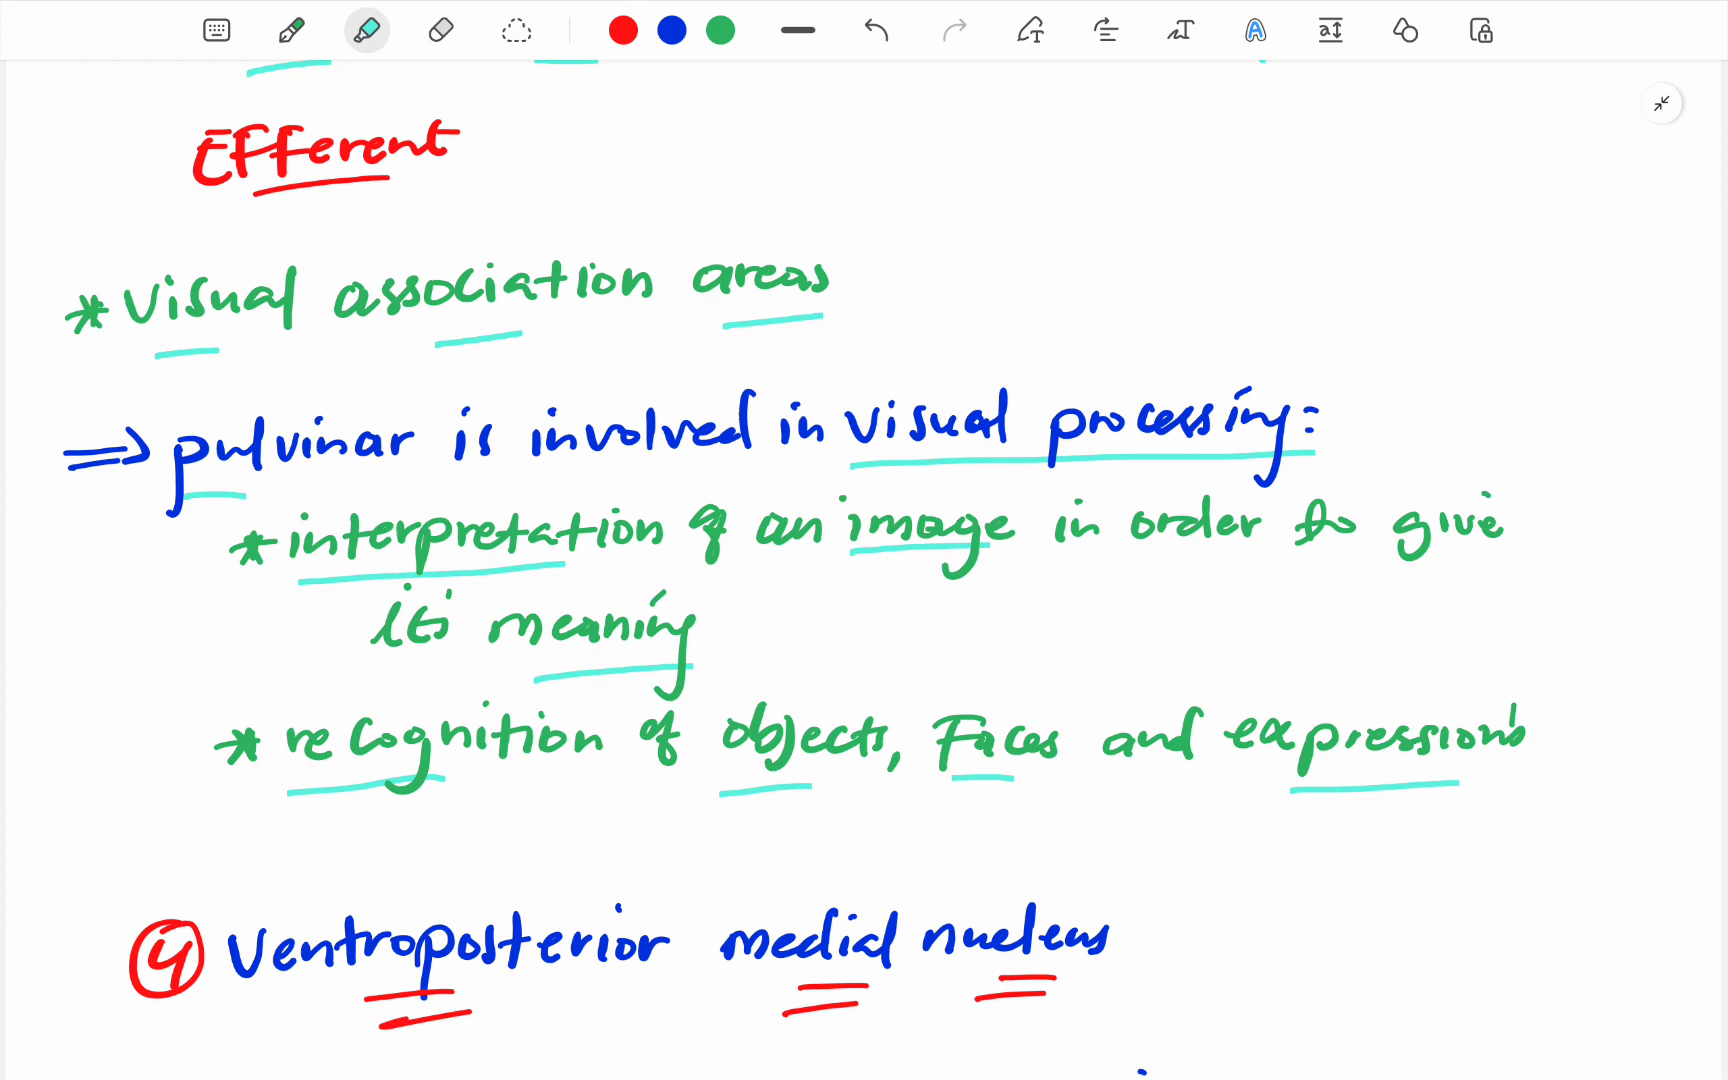 Efferent
* Visual association areas
⇒ pulvinar is involved in visual processing:
* interpretation of an image in order to give
its meaning
* recognition of objects, Faces and expressions
④ Ventroposterior medial nucleus